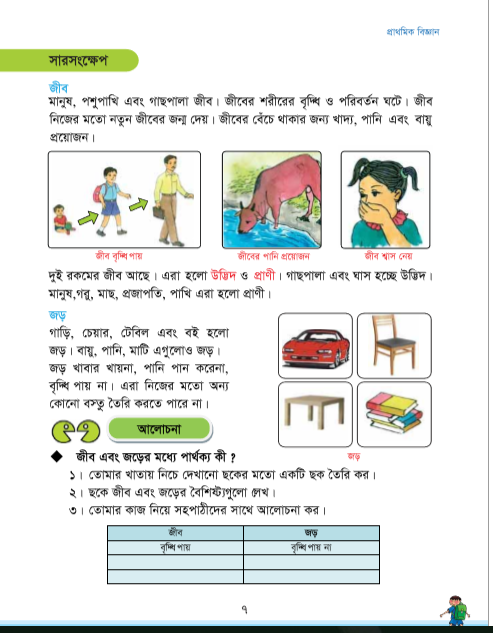 প্রাথমিক বিজ্ঞান
সারসংক্ষেপ
জীব
মানুষ, পশুপাখি এবং গাছপালা জীব। জীবের শরীরের বৃদ্ধি ও পরিবর্তন ঘটে। জীব
নিজের মতো নতুন জীবের জন্ম দেয়। জীবের বেঁচে থাকার জন্য খাদ্য, পানি এবং বায়ু
প্রয়োজন।
জীব বৃদ্ধি পায়
জীবের পানি প্রয়োজন
জীব শ্বাস নেয়
দুই রকমের জীব আছে। এরা হলো উদ্ভিদ ও প্রাণী। গাছপালা এবং ঘাস হচ্ছে উদ্ভিদ।
মানুষ,গরু, মাছ, প্রজাপতি, পাখি এরা হলো প্রাণী।
জড়
গাড়ি, চেয়ার, টেবিল এবং বই হলো
জড়। বায়ু, পানি, মাটি এগুলোও জড়।
জড় খাবার খায়না, পানি পান করেনা,
বৃদ্ধি পায় না। এরা নিজের মতো অন্য
কোনো বস্তু তৈরি করতে পারে না।
জড়
আলোচনা
জীব এবং জড়ের মধ্যে পার্থক্য কী ?
১। তোমার খাতায় নিচে দেখানো ছকের মতো একটি ছক তৈরি কর।
২। ছকে জীব এবং জড়ের বৈশিষ্ট্যগুলো লেখ।
৩। তোমার কাজ নিয়ে সহপাঠীদের সাথে আলোচনা কর।
জীব জড়
বৃদ্ধি পায় বৃদ্ধি পায় না
৭